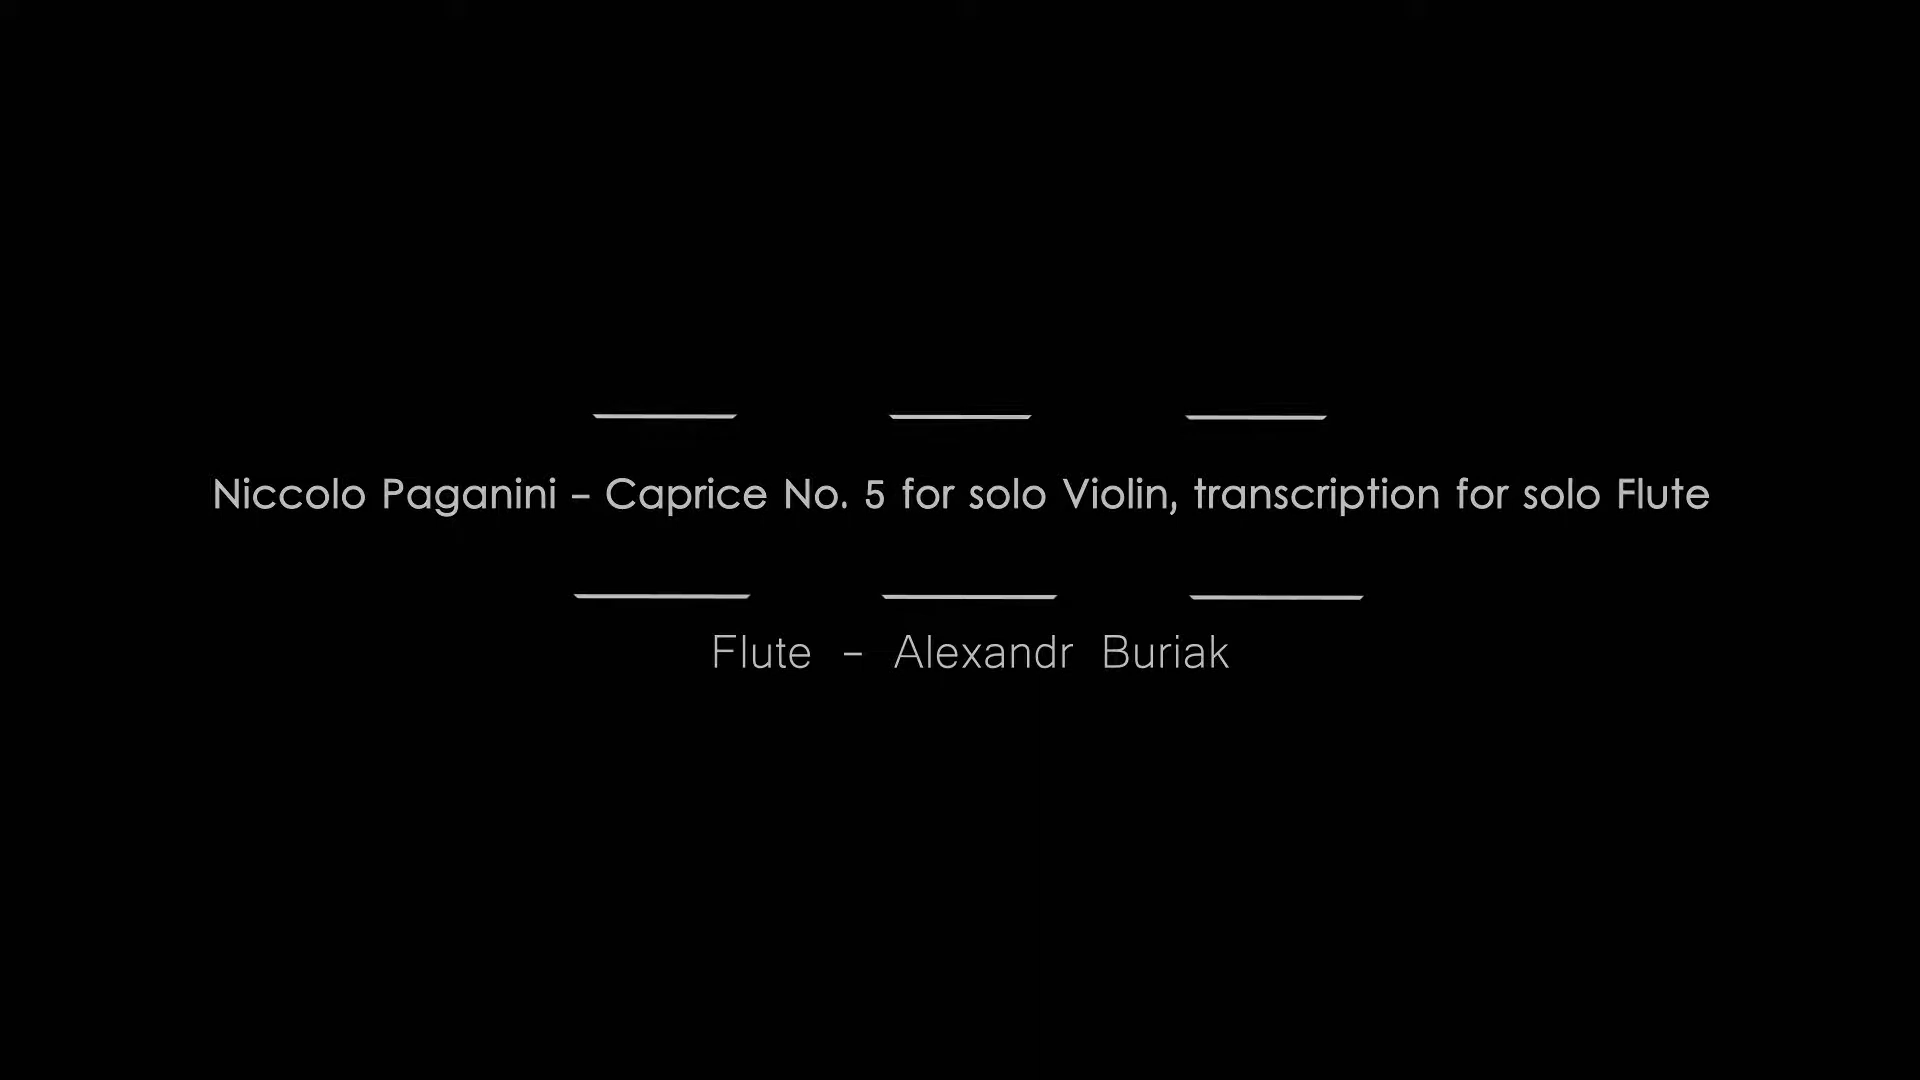 Niccolo Paganini – Caprice No. 5 for solo Violin, transcription for solo Flute
Flute – Alexandr Buriak